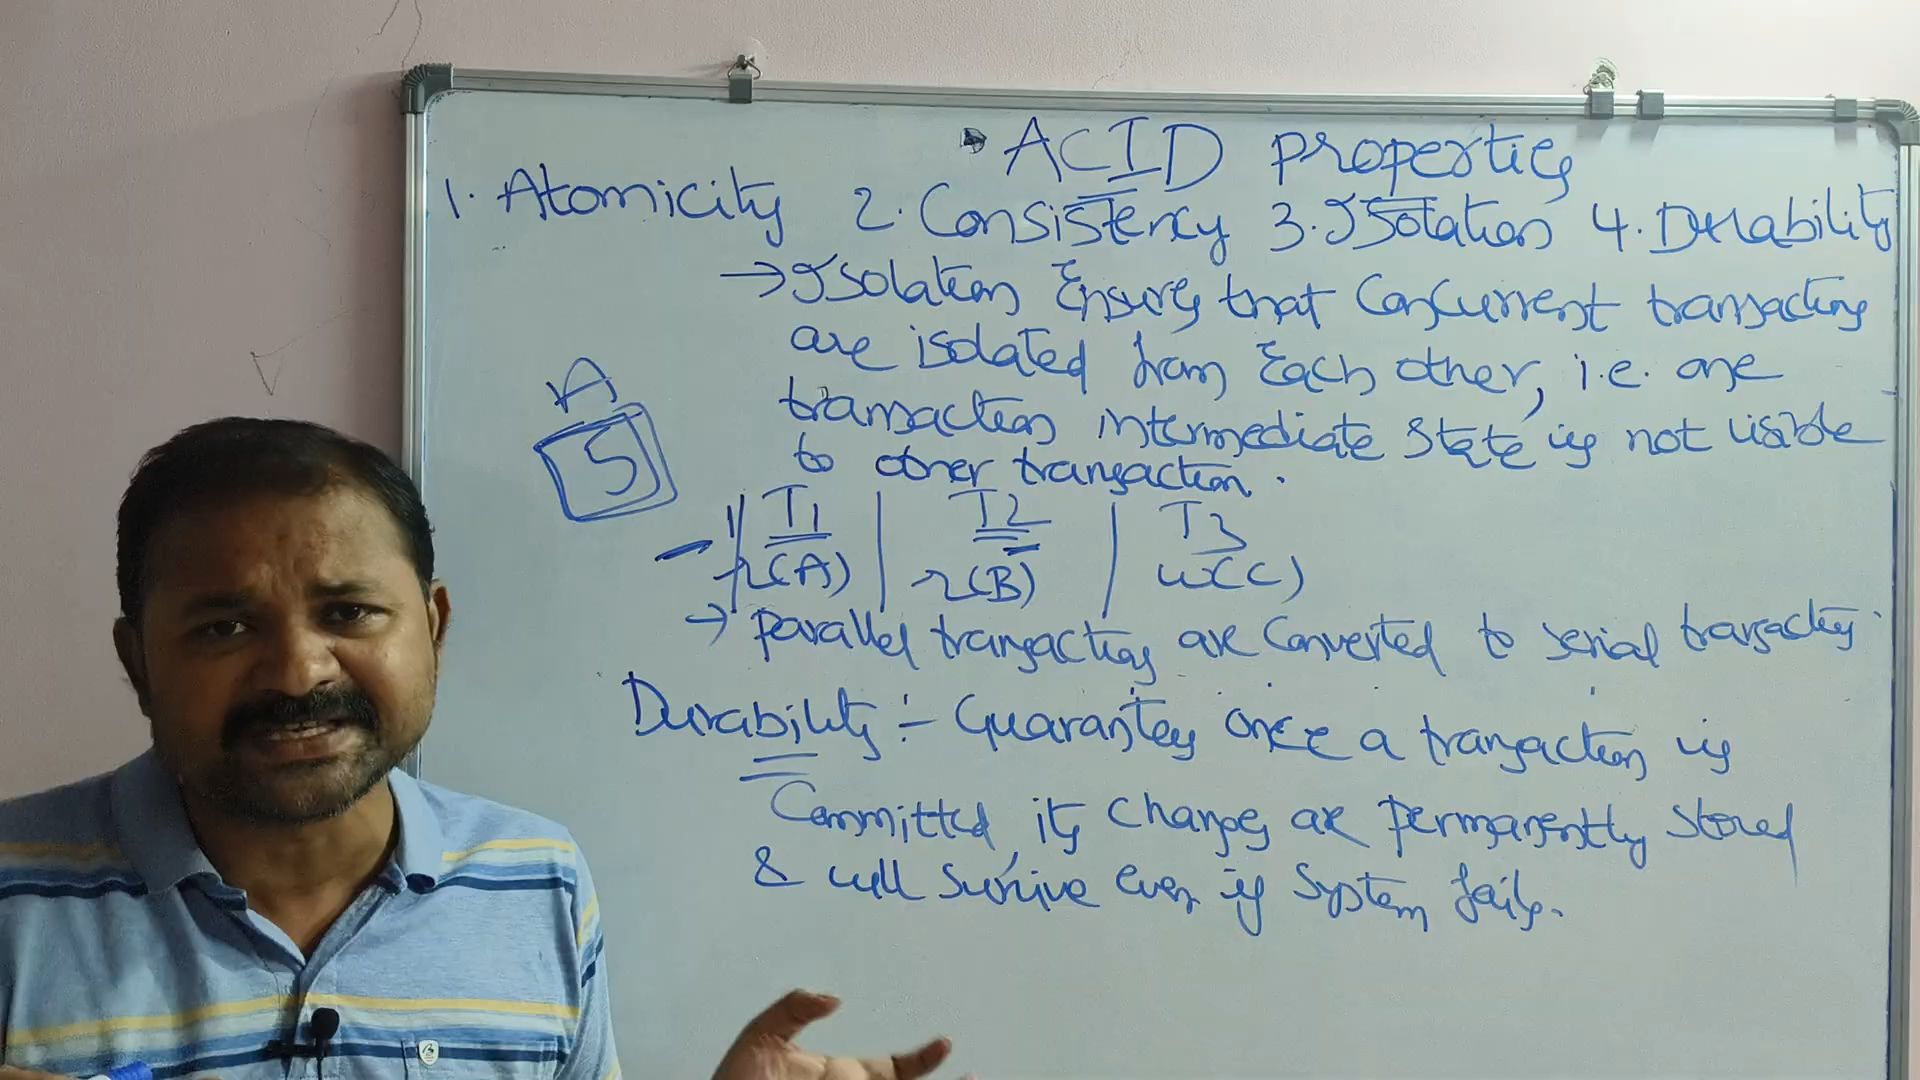 ACID properties
1. Atomicity 2. Consistency 3. Isolation 4. Durability
→ Isolation Ensures that Concurrent transactions
are isolated from Each other, i.e. one
transaction intermediate state is not visible
to other transaction.
A
5
T1 | T2 | T3
r(A) | r(B) | w(C)
→ parallel transactions are Converted to serial transactions.
Durability :- Guarantees once a transaction is
Committed, its changes are permanently stored
& will survive even if system fails.